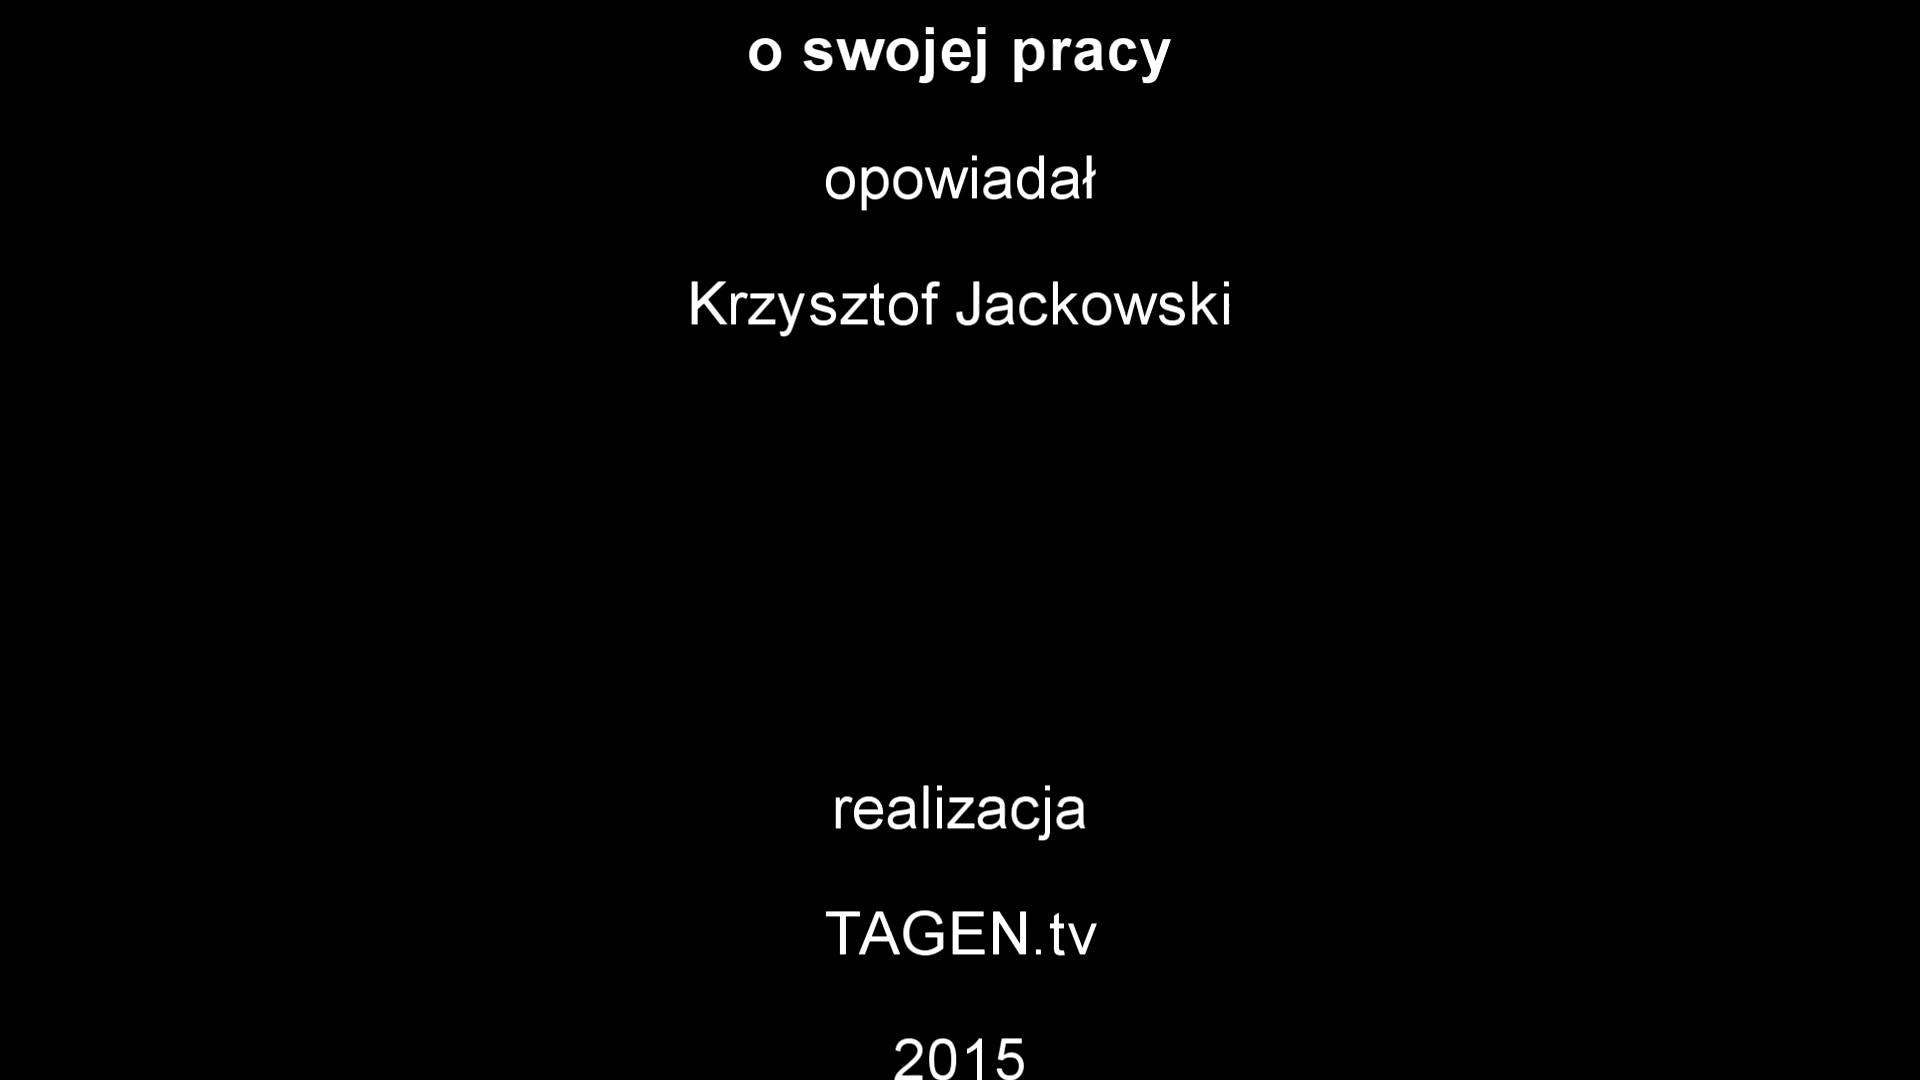 o swojej pracy
opowiadał
Krzysztof Jackowski
realizacja
TAGEN.tv
2015